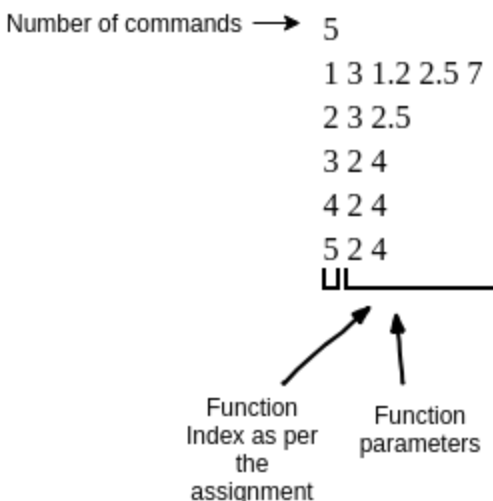 Number of commands
5
1 3 1.2 2.5 7
2 3 2.5
3 2 4
4 2 4
5 2 4
Function
Index as per
the
assignment
Function
parameters